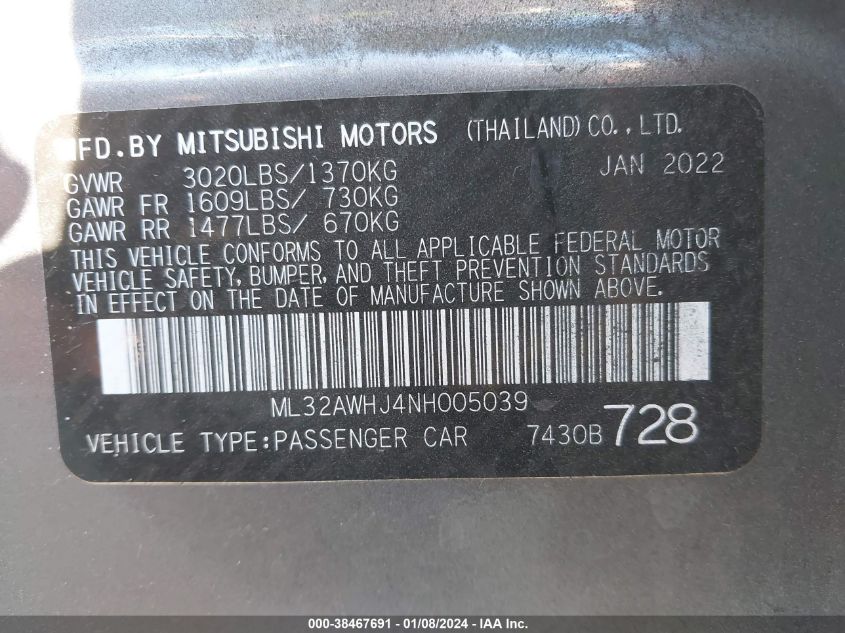 MFD.BY MITSUBISHI MOTORS (THAILAND) CO., LTD.
GVWR 3020LBS/1370KG JAN 2022
GAWR FR 1609LBS/ 730KG
GAWR RR 1477LBS/ 670KG
THIS VEHICLE CONFORMS TO ALL APPLICABLE FEDERAL MOTOR
VEHICLE SAFETY, BUMPER, AND THEFT PREVENTION STANDARDS
IN EFFECT ON THE DATE OF MANUFACTURE SHOWN ABOVE.
ML32AWHJ4NH005039
VEHICLE TYPE:PASSENGER CAR 7430B 728
000-38467691 - 01/08/2024 - IAA Inc.